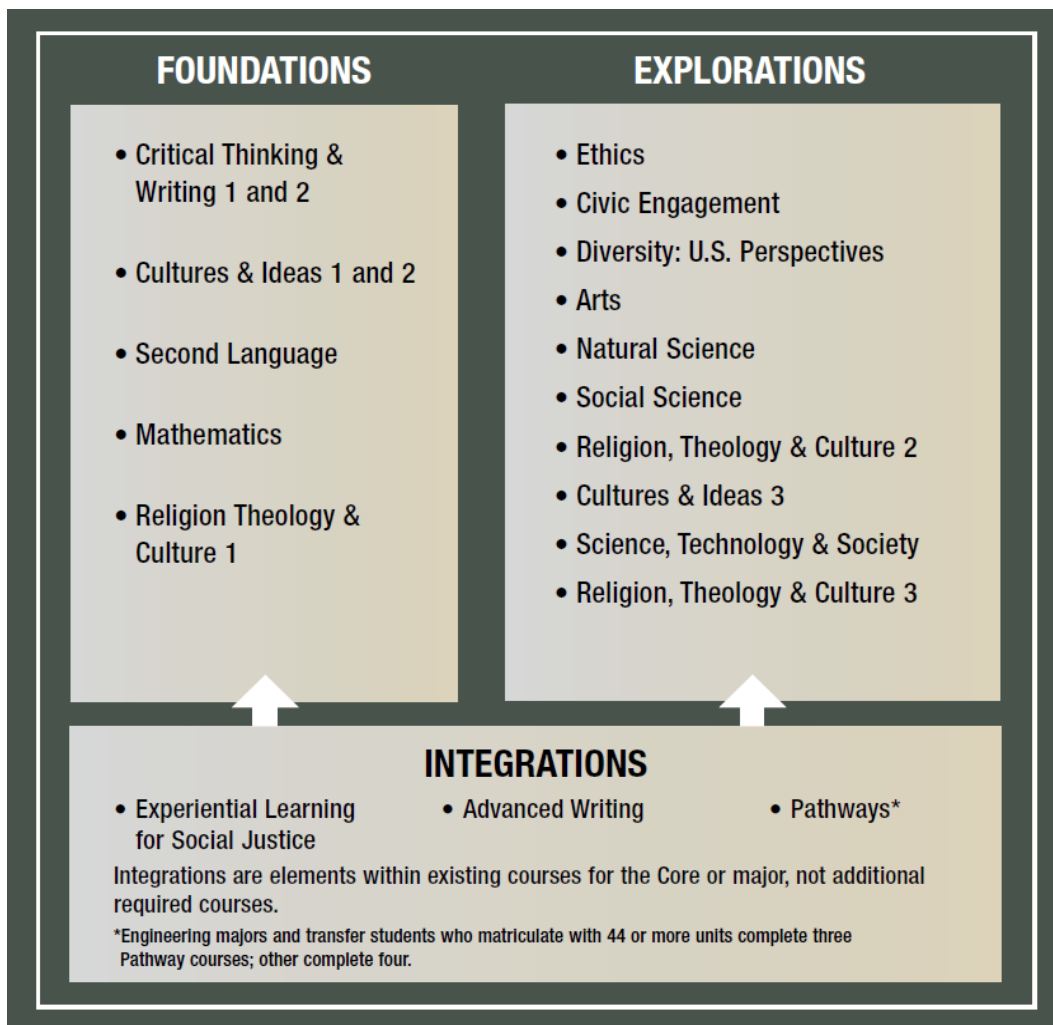 FOUNDATIONS
• Critical Thinking &
Writing 1 and 2
• Cultures & Ideas 1 and 2
• Second Language
• Mathematics
• Religion Theology &
Culture 1
EXPLORATIONS
• Ethics
• Civic Engagement
• Diversity: U.S. Perspectives
• Arts
• Natural Science
• Social Science
• Religion, Theology & Culture 2
• Cultures & Ideas 3
• Science, Technology & Society
• Religion, Theology & Culture 3
INTEGRATIONS
• Experiential Learning
for Social Justice
• Advanced Writing
• Pathways*
Integrations are elements within existing courses for the Core or major, not additional
required courses.
*Engineering majors and transfer students who matriculate with 44 or more units complete three
Pathway courses; other complete four.